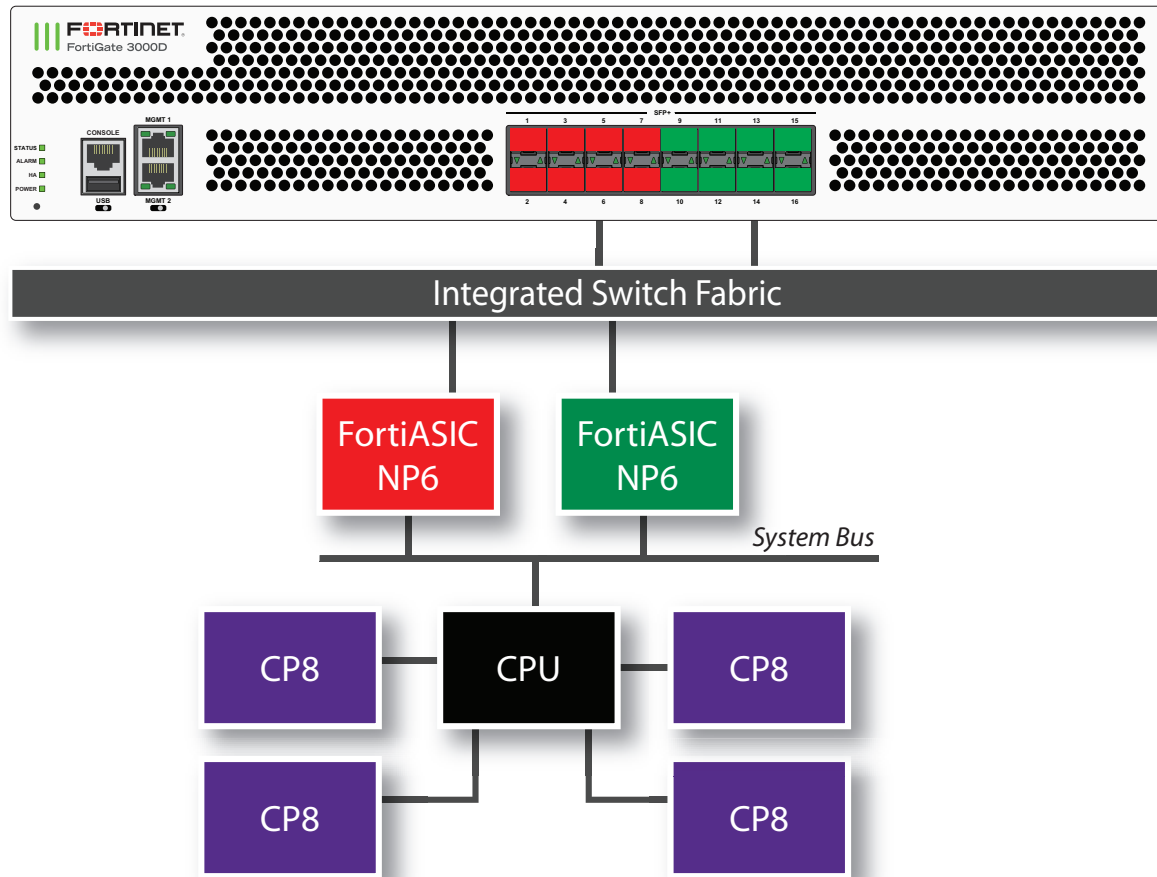 FORTINET
FortiGate 3000D
STATUS
ALARM
HA
POWER
CONSOLE
USB
MGMT 1
MGMT 2
SFP+
1 3 5 7 9 11 13 15
2 4 6 8 10 12 14 16
Integrated Switch Fabric
FortiASIC
NP6
FortiASIC
NP6
System Bus
CP8
CPU
CP8
CP8
CP8